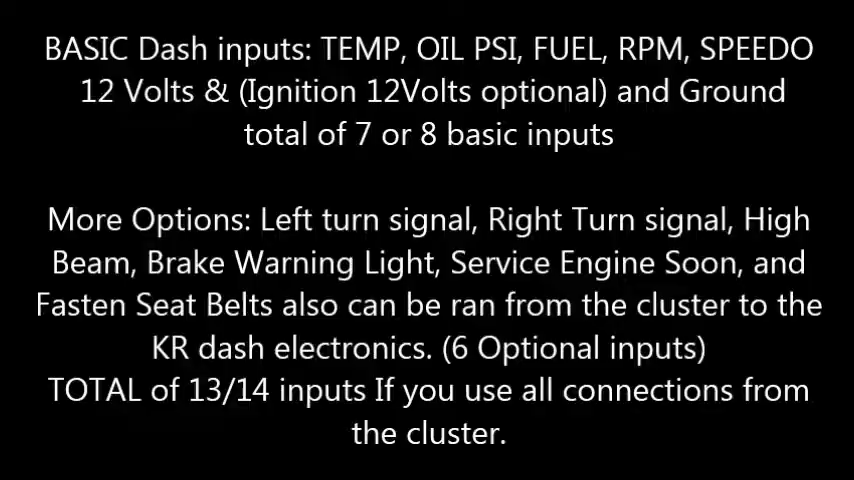 BASIC Dash inputs: TEMP, OIL PSI, FUEL, RPM, SPEEDO
12 Volts & (Ignition 12Volts optional) and Ground
total of 7 or 8 basic inputs
More Options: Left turn signal, Right Turn signal, High
Beam, Brake Warning Light, Service Engine Soon, and
Fasten Seat Belts also can be ran from the cluster to the
KR dash electronics. (6 Optional inputs)
TOTAL of 13/14 inputs If you use all connections from
the cluster.